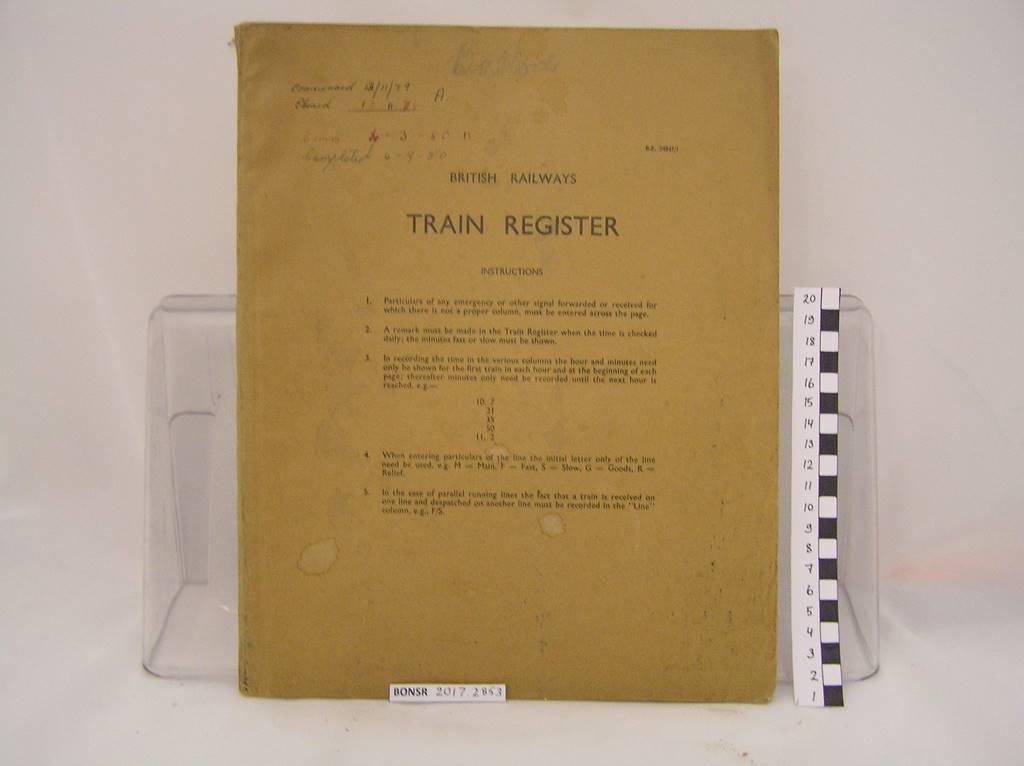 Commenced 12/11/79
Closed
A
4 - 3 - 80
Completed 6 - 9 - 80
BRITISH RAILWAYS
TRAIN REGISTER
INSTRUCTIONS
1. Particulars of any emergency or other signal forwarded or received for
which there is not a proper column, must be entered across the page.
2. A remark must be made in the Train Register when the time is checked
daily; the minutes fast or slow must be shown.
3. In recording the time in the various columns the hour and minutes need
only be shown for the first train in each hour and at the beginning of each
page; thereafter minutes only need be recorded until the next hour is
reached, e.g.—
10. 7
21
35
50
11. 2
4. When entering particulars of the line the initial letter only of the line
need be used, e.g. M — Main, F — Fast, S — Slow, G — Goods, R —
Relief.
5. In the case of parallel running lines the fact that a train is received on
one line and despatched on another line must be recorded in the "Line"
column, e.g., F/S.
BONSR 2017.2853
20
19
18
17
16
15
14
13
12
11
10
9
8
7
6
5
4
3
2
1